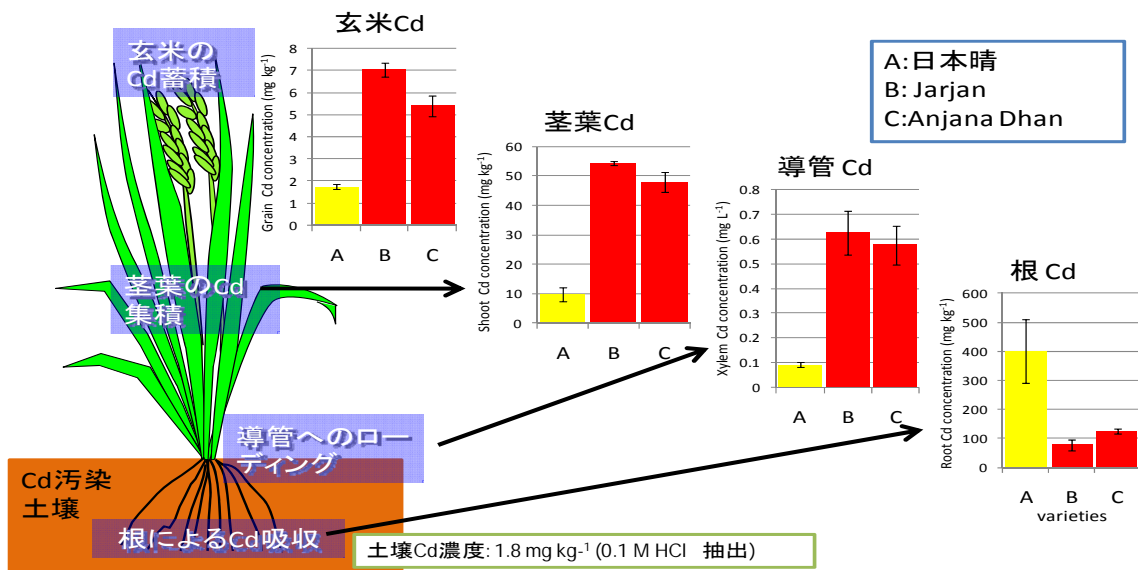 玄米の
Cd蓄積
玄米Cd
Grain Cd concentration (mg kg-1)
8
7
6
5
4
3
2
1
0
A B C
A:日本晴
B: Jarjan
C:Anjana Dhan
茎葉Cd
Shoot Cd concentration (mg kg-1)
60
50
40
30
20
10
0
A B C
導管 Cd
Xylem Cd concentration (mg L-1)
0.8
0.7
0.6
0.5
0.4
0.3
0.2
0.1
0
A B C
根 Cd
Root Cd concentration (mg kg-1)
600
500
400
300
200
100
0
A B C
varieties
茎葉のCd
集積
導管へのロー
ディング
Cd汚染
土壌
根によるCd吸収
土壌Cd濃度: 1.8 mg kg-1 (0.1 M HCl 抽出)